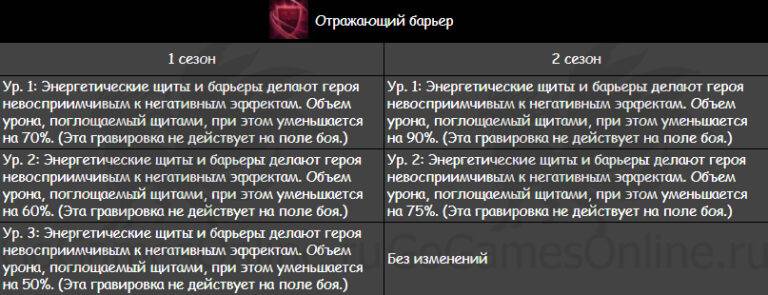 Отражающий барьер
1 сезон
2 сезон
Ур. 1: Энергетические щиты и барьеры делают героя
невосприимчивым к негативным эффектам. Объем
урона, поглощаемый щитами, при этом уменьшается
на 70%. (Эта гравировка не действует на поле боя.)
Ур. 1: Энергетические щиты и барьеры делают героя
невосприимчивым к негативным эффектам. Объем
урона, поглощаемый щитами, при этом уменьшается
на 90%. (Эта гравировка не действует на поле боя.)
Ур. 2: Энергетические щиты и барьеры делают героя
невосприимчивым к негативным эффектам. Объем
урона, поглощаемый щитами, при этом уменьшается
на 60%. (Эта гравировка не действует на поле боя.)
Ур. 2: Энергетические щиты и барьеры делают героя
невосприимчивым к негативным эффектам. Объем
урона, поглощаемый щитами, при этом уменьшается
на 75%. (Эта гравировка не действует на поле боя.)
Ур. 3: Энергетические щиты и барьеры делают героя
невосприимчивым к негативным эффектам. Объем
урона, поглощаемый щитами, при этом уменьшается
на 50%. (Эта гравировка не действует на поле боя.)
Без изменений
GoGamesOnline.ru